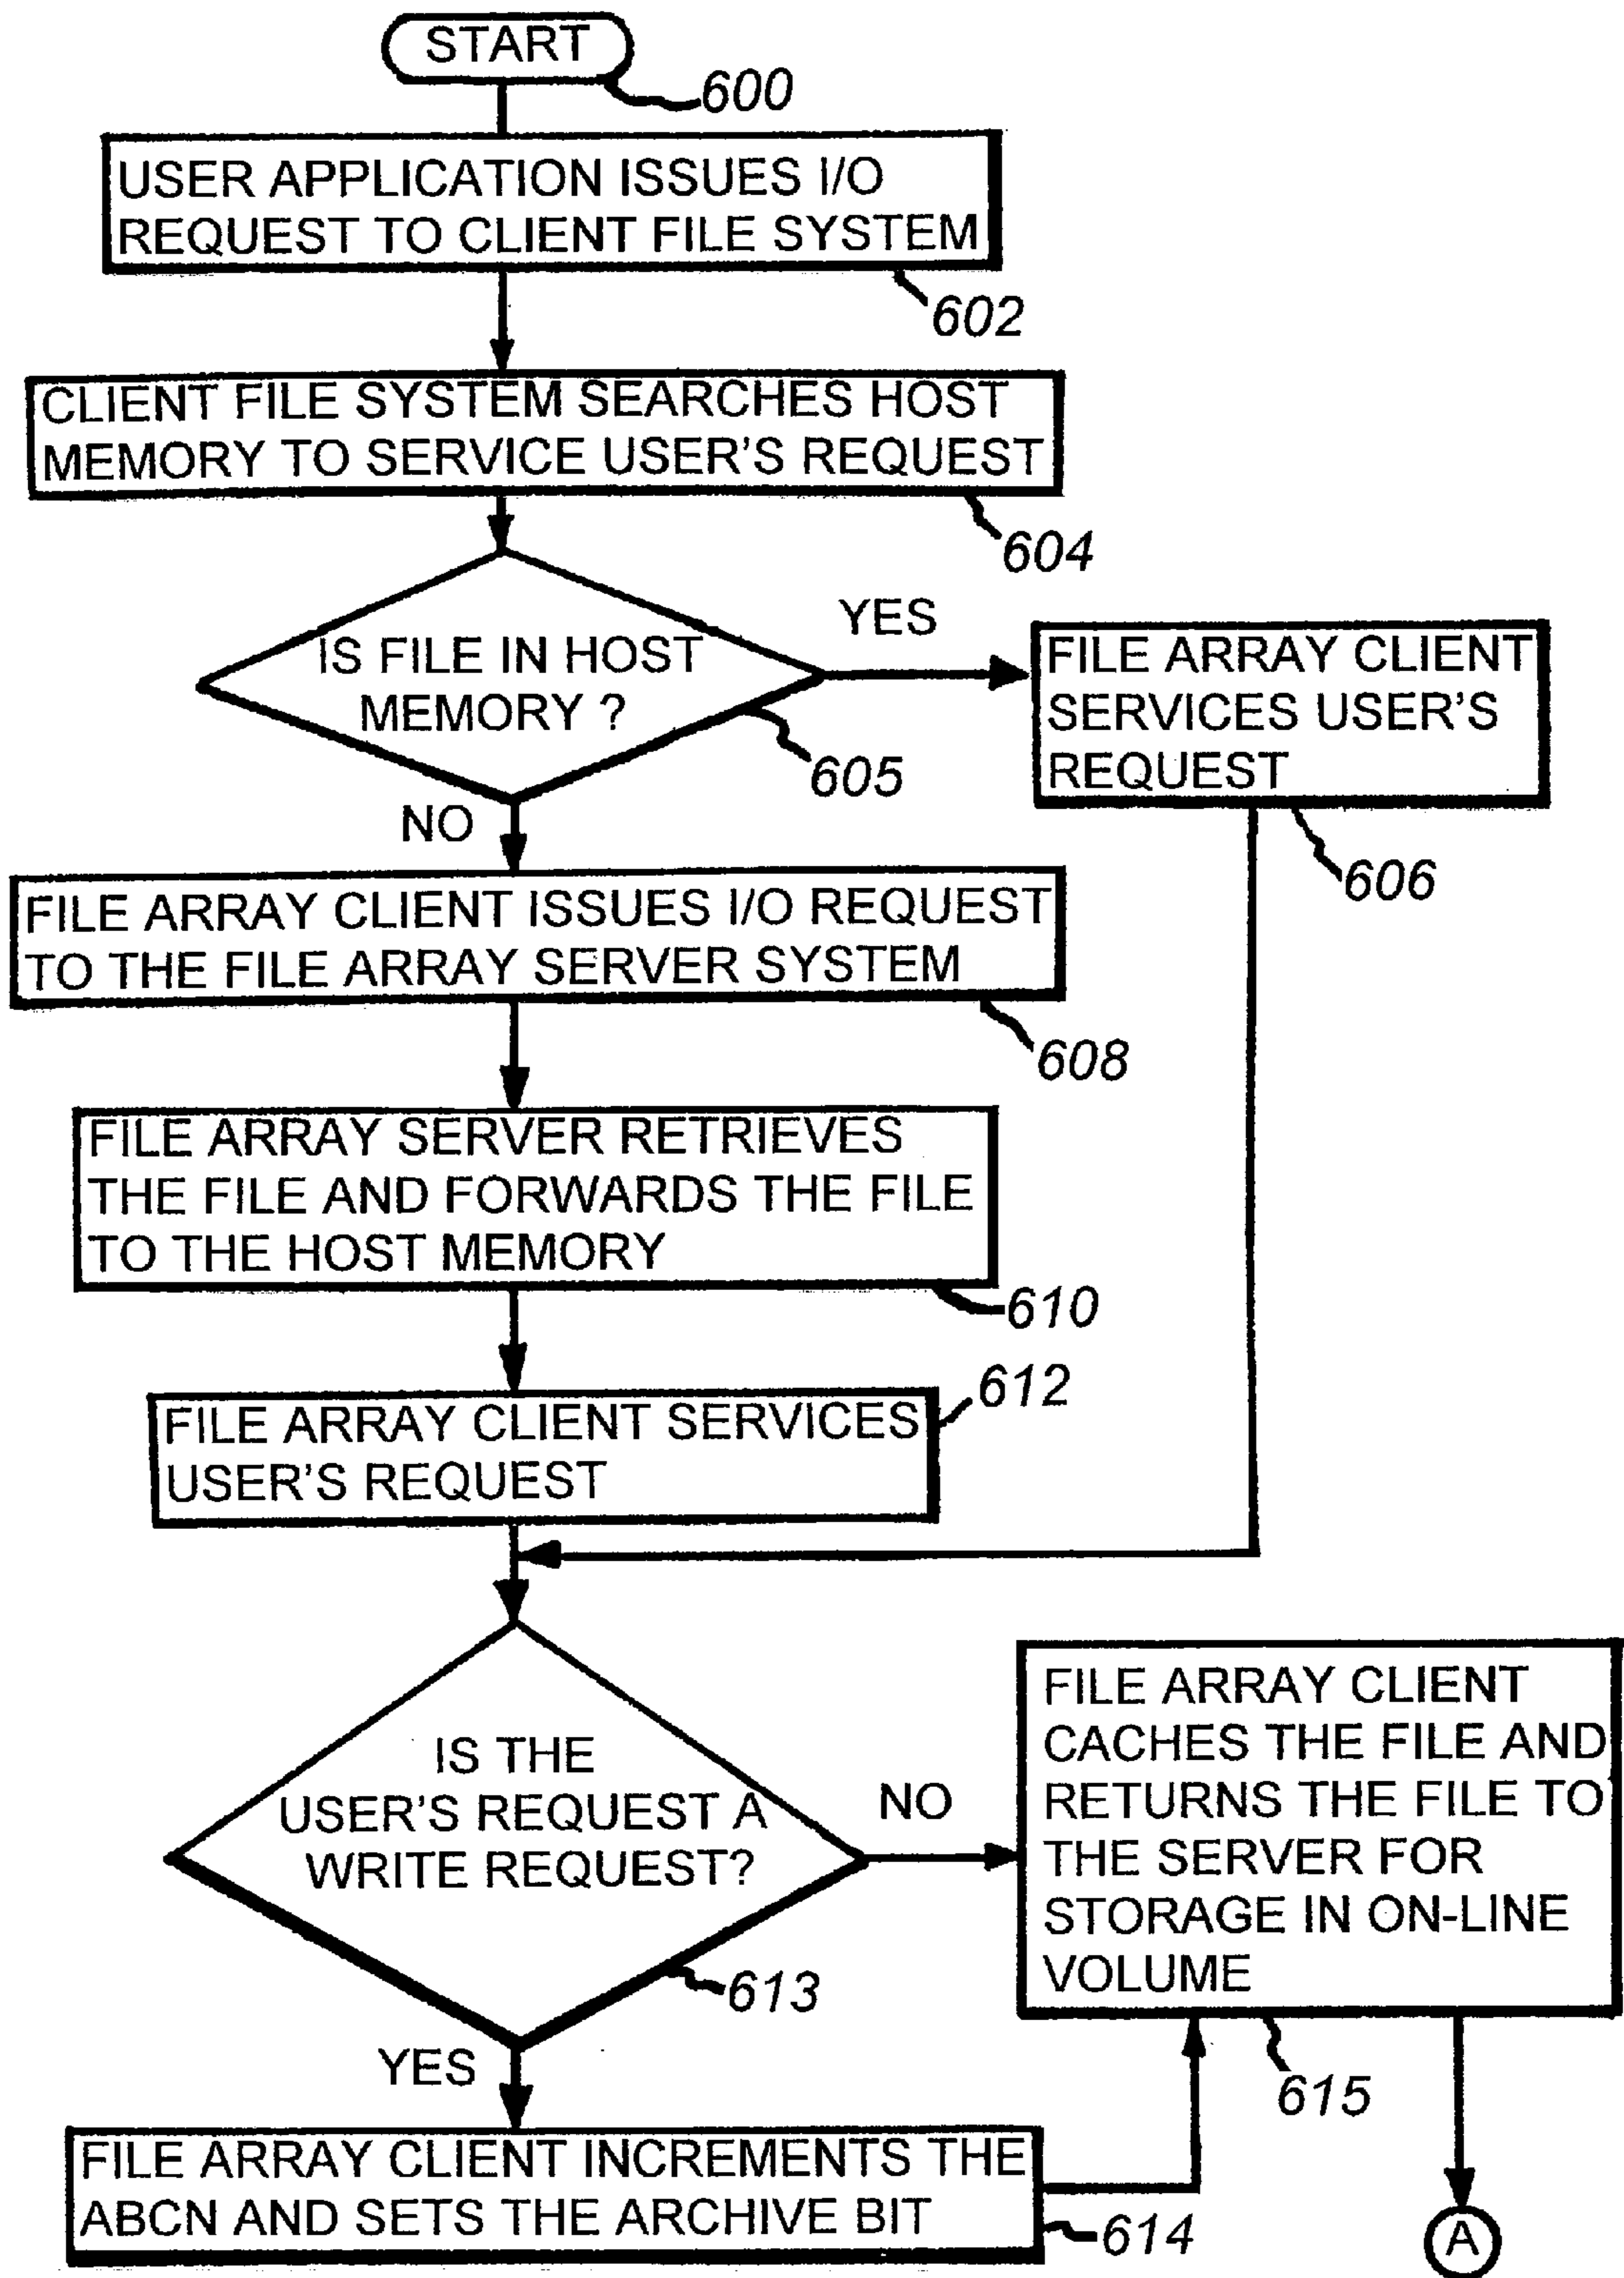 START
600
USER APPLICATION ISSUES I/O
REQUEST TO CLIENT FILE SYSTEM
602
CLIENT FILE SYSTEM SEARCHES HOST
MEMORY TO SERVICE USER'S REQUEST
604
IS FILE IN HOST
MEMORY ?
605
YES
FILE ARRAY CLIENT
SERVICES USER'S
REQUEST
606
NO
FILE ARRAY CLIENT ISSUES I/O REQUEST
TO THE FILE ARRAY SERVER SYSTEM
608
FILE ARRAY SERVER RETRIEVES
THE FILE AND FORWARDS THE FILE
TO THE HOST MEMORY
610
FILE ARRAY CLIENT SERVICES
USER'S REQUEST
612
IS THE
USER'S REQUEST A
WRITE REQUEST?
613
NO
FILE ARRAY CLIENT
CACHES THE FILE AND
RETURNS THE FILE TO
THE SERVER FOR
STORAGE IN ON-LINE
VOLUME
615
YES
FILE ARRAY CLIENT INCREMENTS THE
ABCN AND SETS THE ARCHIVE BIT
614
A